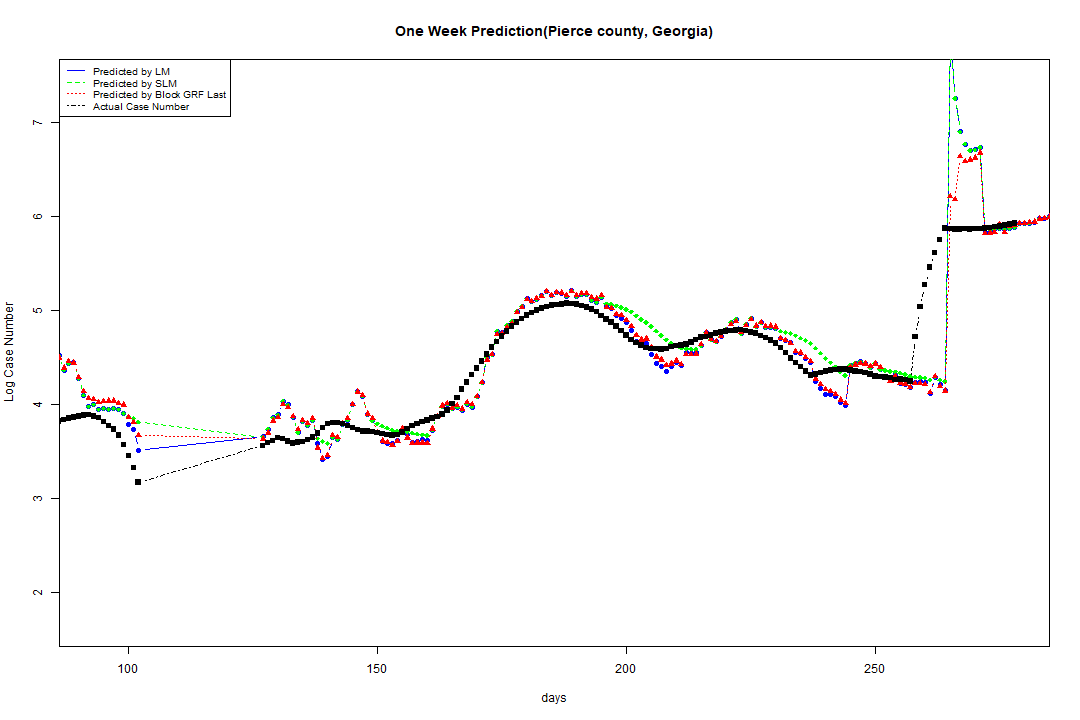 One Week Prediction(Pierce county, Georgia)
Predicted by LM
Predicted by SLM
Predicted by Block GRF Last
Actual Case Number
Log Case Number
7
6
5
4
3
2
100 150 200 250
days